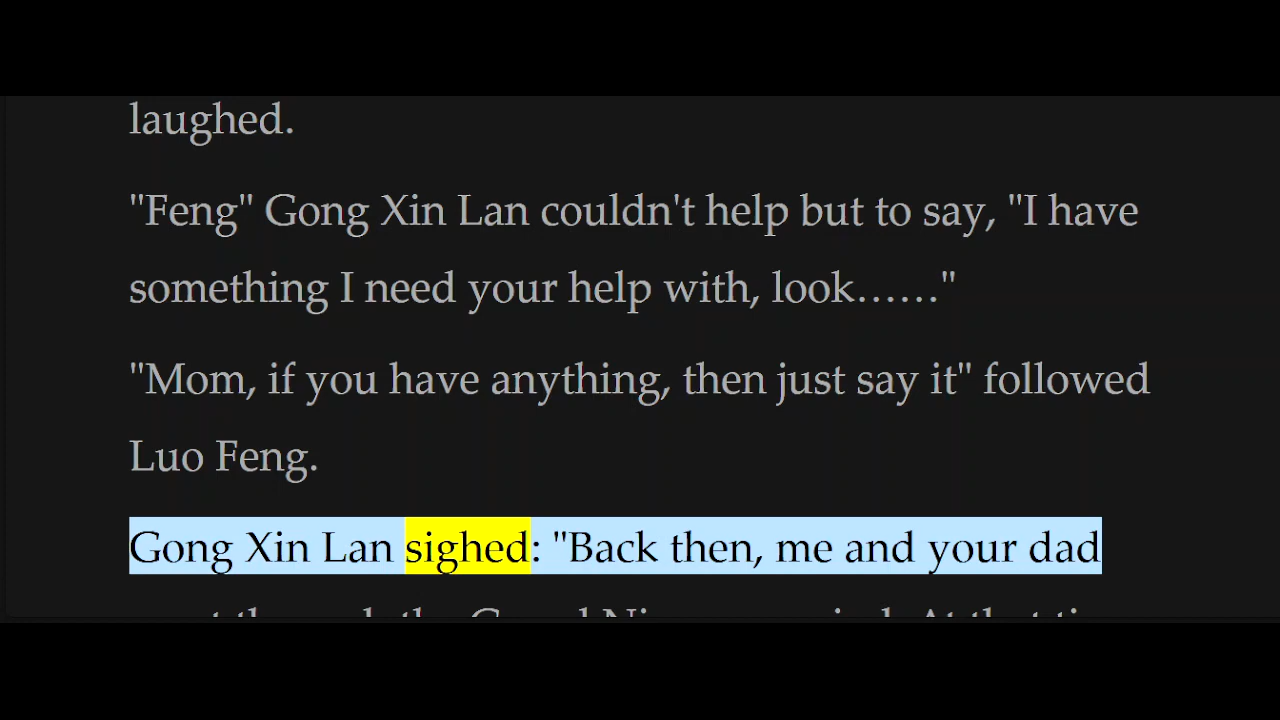 laughed.
"Feng" Gong Xin Lan couldn't help but to say, "I have
something I need your help with, look……"
"Mom, if you have anything, then just say it" followed
Luo Feng.
Gong Xin Lan sighed: "Back then, me and your dad